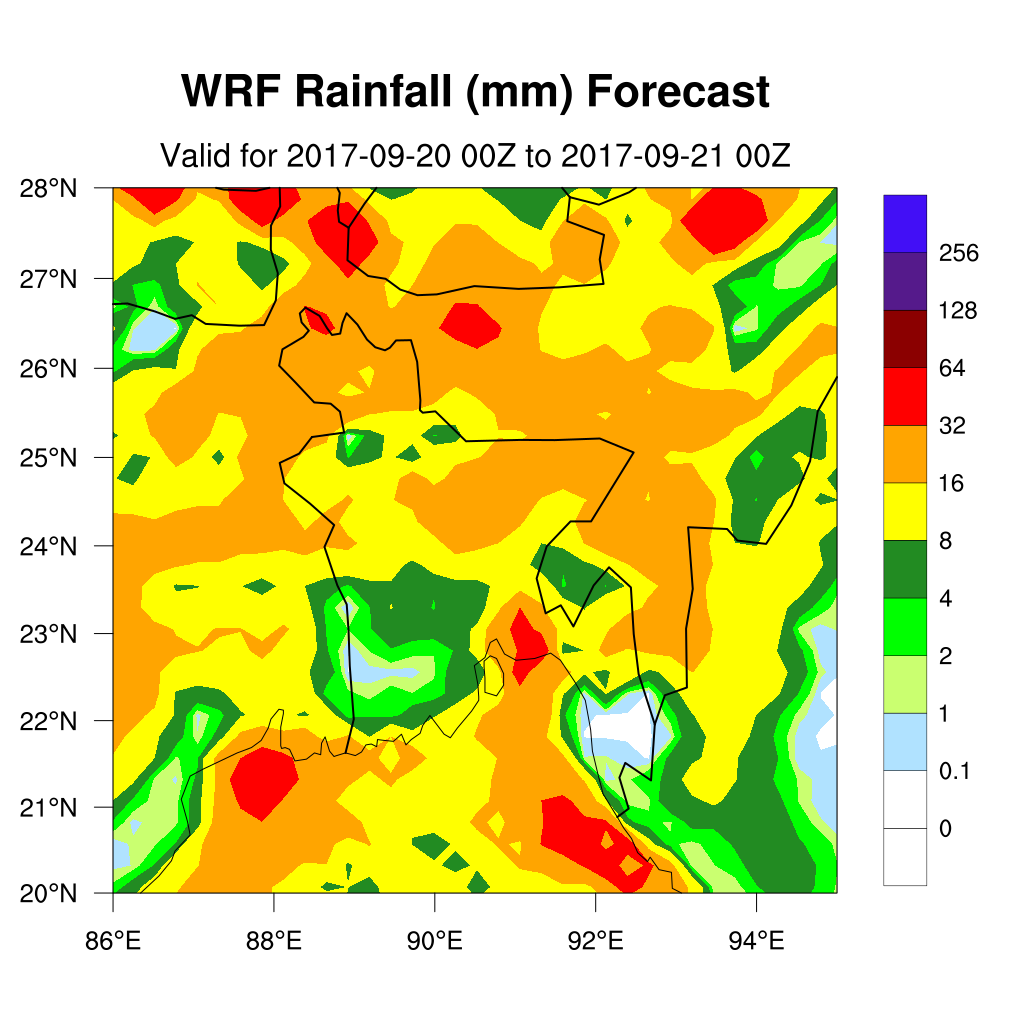 WRF Rainfall (mm) Forecast
Valid for 2017-09-20 00Z to 2017-09-21 00Z
28°N
27°N
26°N
25°N
24°N
23°N
22°N
21°N
20°N
86°E 88°E 90°E 92°E 94°E
256
128
64
32
16
8
4
2
1
0.1
0